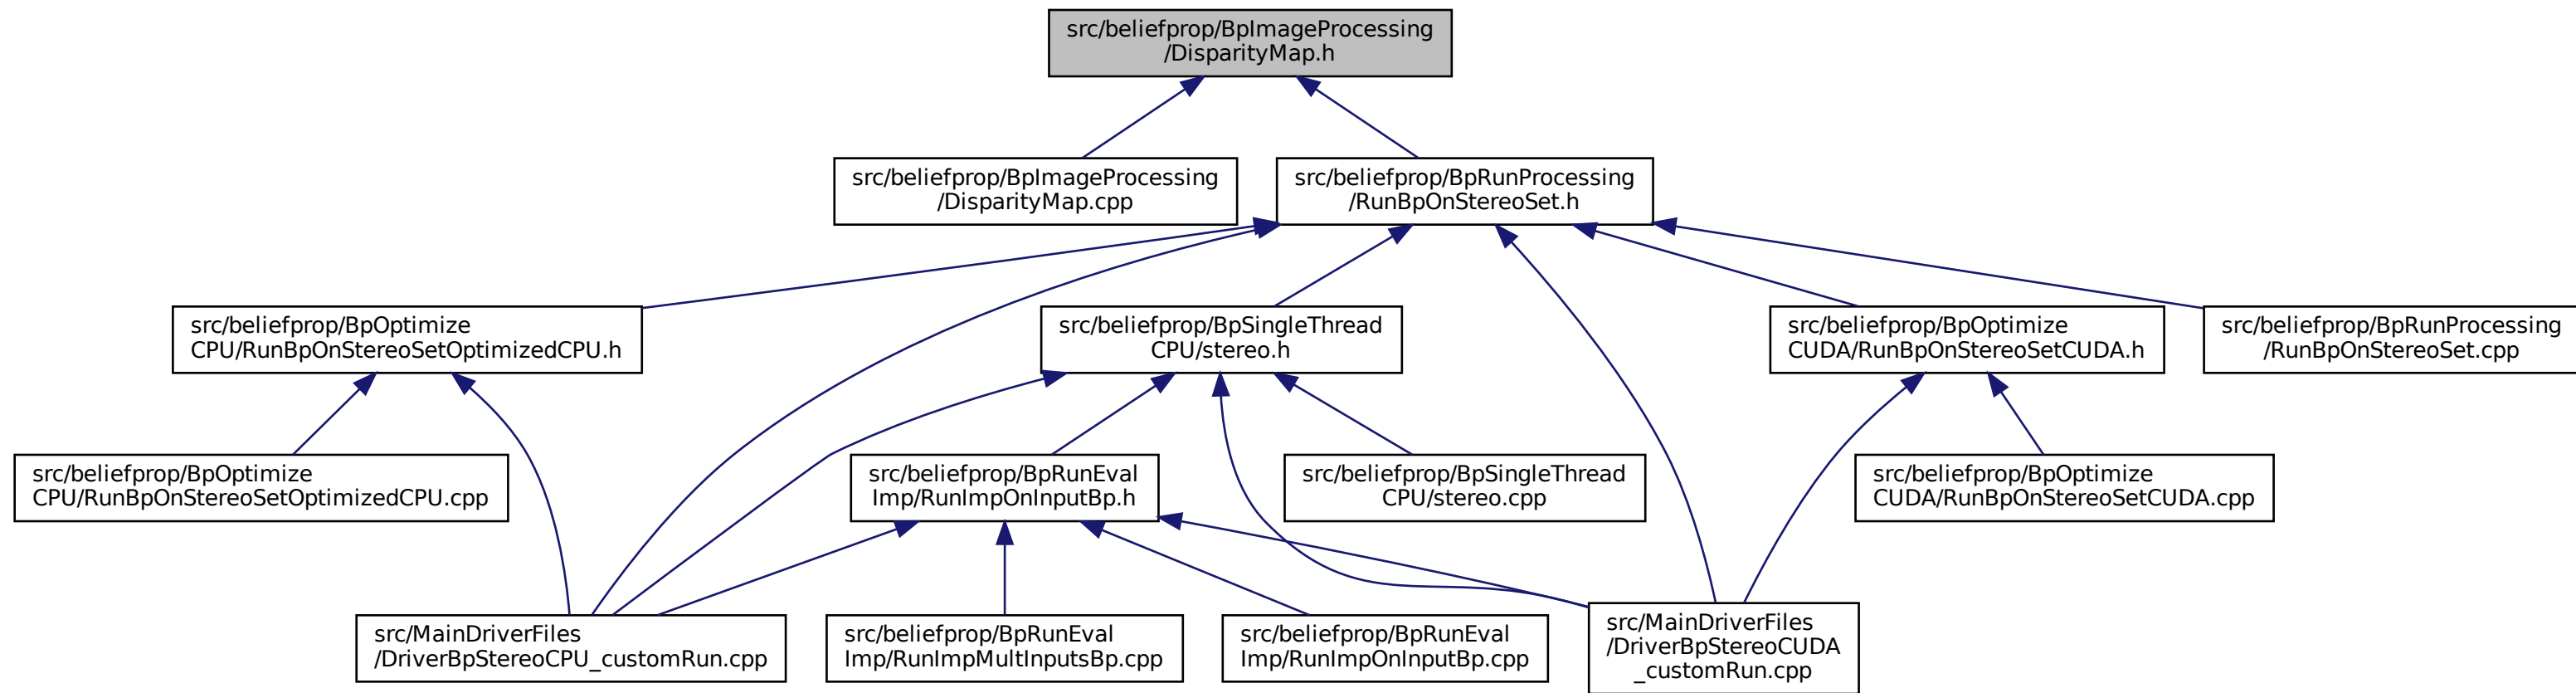 src/beliefprop/BpImageProcessing
/DisparityMap.h
src/beliefprop/BpImageProcessing
/DisparityMap.cpp
src/beliefprop/BpRunProcessing
/RunBpOnStereoSet.h
src/beliefprop/BpOptimize
CPU/RunBpOnStereoSetOptimizedCPU.h
src/beliefprop/BpSingleThread
CPU/stereo.h
src/beliefprop/BpOptimize
CUDA/RunBpOnStereoSetCUDA.h
src/beliefprop/BpRunProcessing
/RunBpOnStereoSet.cpp
src/beliefprop/BpOptimize
CPU/RunBpOnStereoSetOptimizedCPU.cpp
src/beliefprop/BpRunEval
Imp/RunImpOnInputBp.h
src/beliefprop/BpSingleThread
CPU/stereo.cpp
src/beliefprop/BpOptimize
CUDA/RunBpOnStereoSetCUDA.cpp
src/MainDriverFiles
/DriverBpStereoCPU_customRun.cpp
src/beliefprop/BpRunEval
Imp/RunImpMultInputsBp.cpp
src/beliefprop/BpRunEval
Imp/RunImpOnInputBp.cpp
src/MainDriverFiles
/DriverBpStereoCUDA
_customRun.cpp